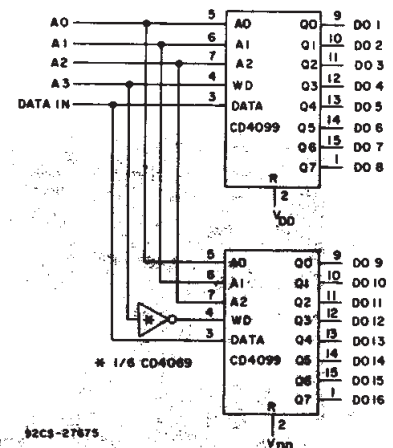 A0 5 A0 Q0 9 DO 1
A1 6 A1 Q1 10 DO 2
A2 7 A2 Q2 11 DO 3
A3 4 WD Q3 12 DO 4
DATA IN 3 DATA Q4 13 DO 5
CD4099 Q5 14 DO 6
Q6 15 DO 7
Q7 1 DO 8
R
2
VDD
5 A0 Q0 9 DO 9
6 A1 Q1 10 DO 10
7 A2 Q2 11 DO 11
* 4 WD Q3 12 DO 12
3 DATA Q4 13 DO 13
* 1/6 CD4069 CD4099 Q5 14 DO 14
Q6 15 DO 15
Q7 1 DO 16
R
2
VDD
92CS-27675